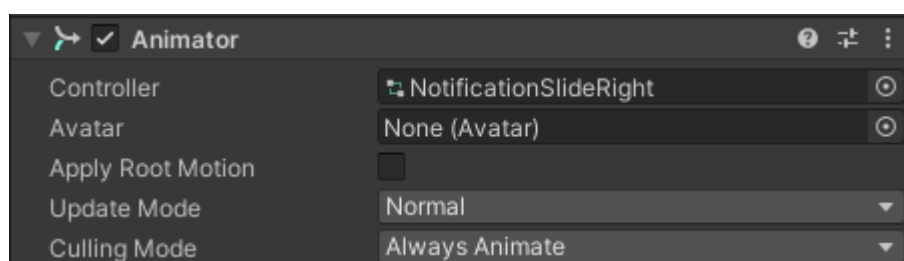 Animator
Controller NotificationSlideRight
Avatar None (Avatar)
Apply Root Motion
Update Mode Normal
Culling Mode Always Animate